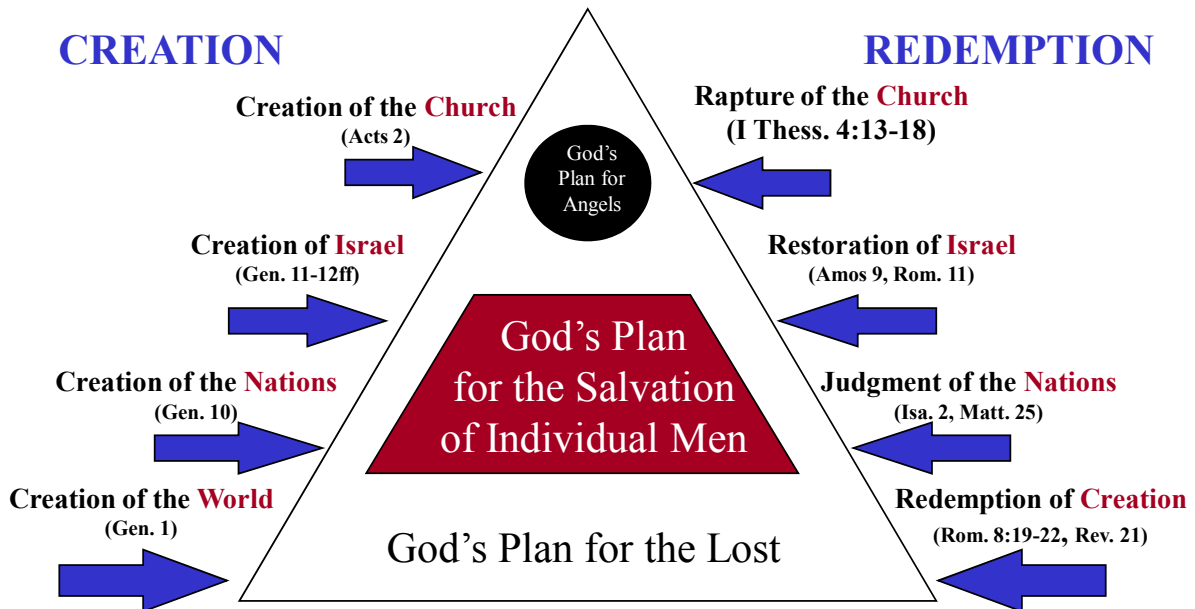 CREATION
REDEMPTION
Creation of the Church
(Acts 2)
Rapture of the Church
(I Thess. 4:13-18)
God’s
Plan for
Angels
Creation of Israel
(Gen. 11-12ff)
Restoration of Israel
(Amos 9, Rom. 11)
God’s Plan
for the Salvation
of Individual Men
Creation of the Nations
(Gen. 10)
Judgment of the Nations
(Isa. 2, Matt. 25)
Creation of the World
(Gen. 1)
Redemption of Creation
(Rom. 8:19-22, Rev. 21)
God’s Plan for the Lost